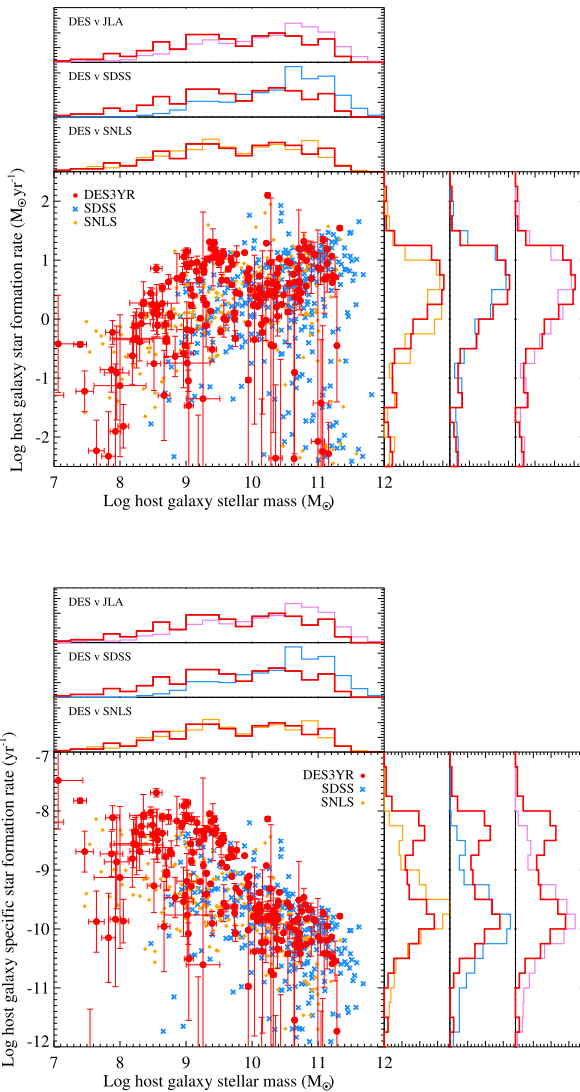 DES v JLA
DES v SDSS
DES v SNLS
Log host galaxy star formation rate (M☉yr⁻¹)
DES3YR
SDSS
SNLS
2
1
0
-1
-2
7 8 9 10 11 12
Log host galaxy stellar mass (M☉)
DES v JLA
DES v SDSS
DES v SNLS
Log host galaxy specific star formation rate (yr⁻¹)
DES3YR
SDSS
SNLS
-7
-8
-9
-10
-11
-12
7 8 9 10 11 12
Log host galaxy stellar mass (M☉)